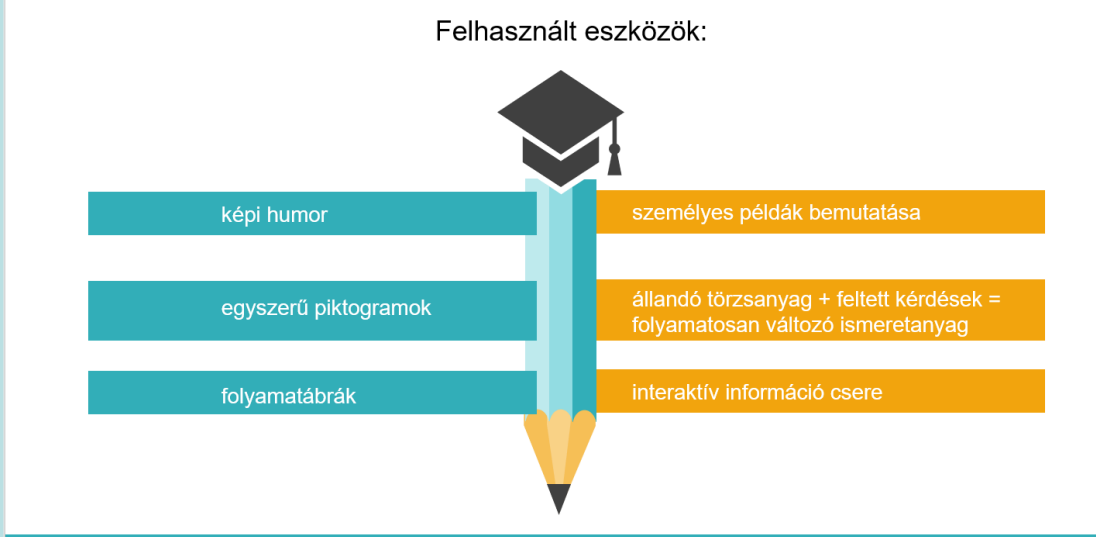 Felhasznált eszközök:
képi humor
egyszerű piktogramok
folyamatábrák
személyes példák bemutatása
állandó törzsanyag + feltett kérdések =
folyamatosan változó ismeretanyag
interaktív információ csere